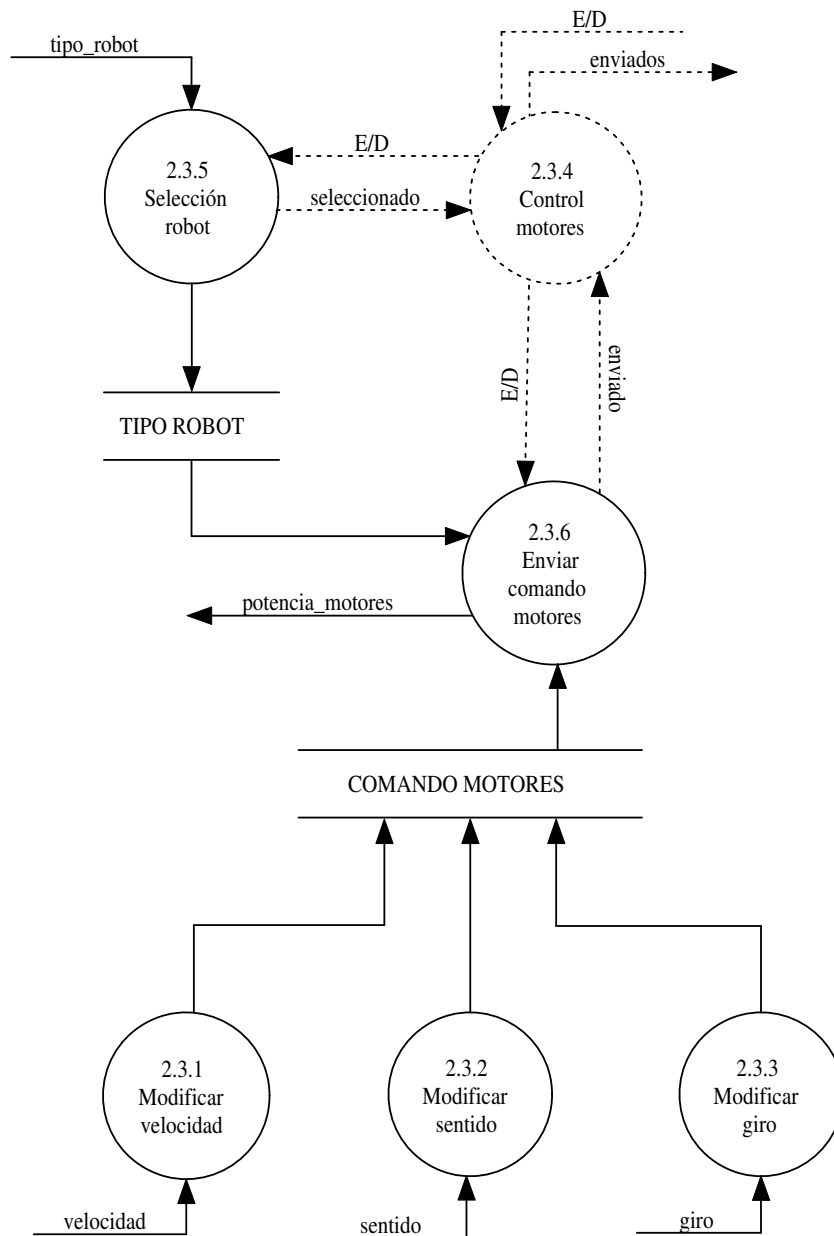 E/D
tipo_robot
enviados
E/D
2.3.5
Selección
robot
2.3.4
Control
motores
seleccionado
E/D
enviado
TIPO ROBOT
2.3.6
Enviar
comando
motores
potencia_motores
COMANDO MOTORES
2.3.1
Modificar
velocidad
2.3.2
Modificar
sentido
2.3.3
Modificar
giro
velocidad
sentido
giro